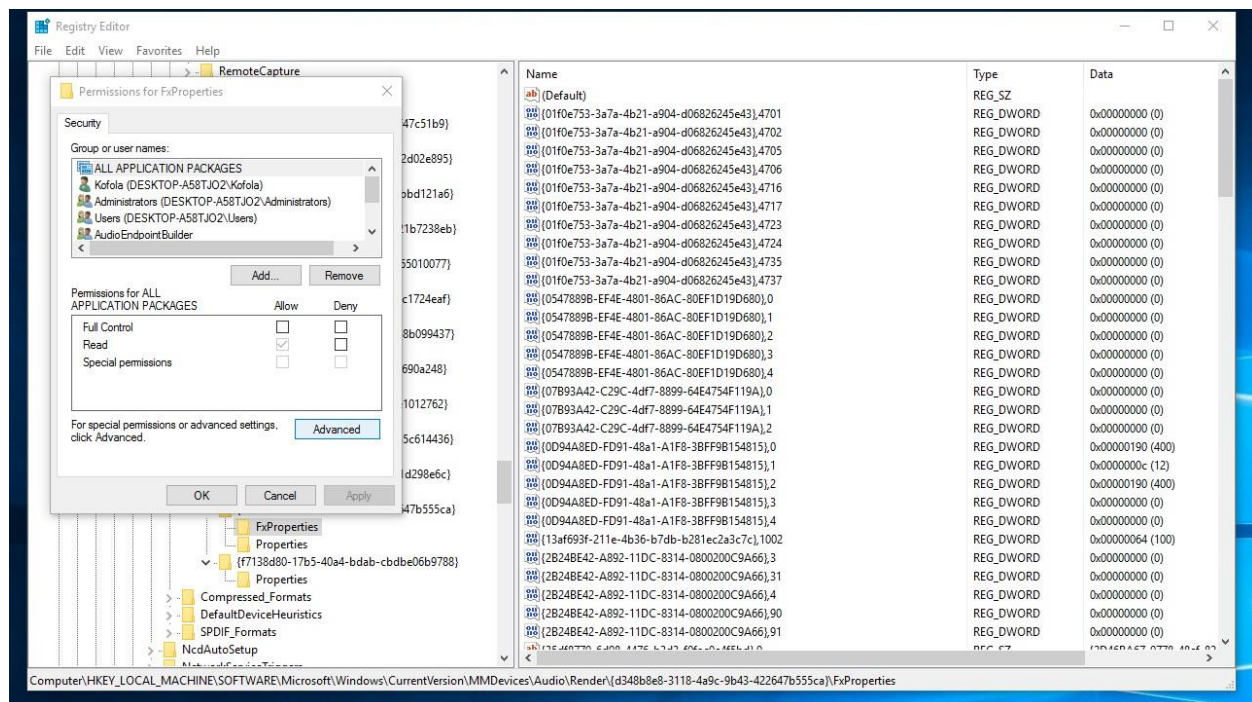 Registry Editor
File Edit View Favorites Help
RemoteCapture
Permissions for FxProperties
Security
Group or user names:
ALL APPLICATION PACKAGES
Kofola (DESKTOP-A58TJO2\Kofola)
Administrators (DESKTOP-A58TJO2\Administrators)
Users (DESKTOP-A58TJO2\Users)
AudioEndpointBuilder
Add... Remove
Permissions for ALL
APPLICATION PACKAGES Allow Deny
Full Control
Read
Special permissions
For special permissions or advanced settings,
click Advanced.
Advanced
OK Cancel Apply
47c51b9}
2d02e895}
bbd121a6}
21b7238eb}
55010077}
c1724eaf}
8b099437}
690a248}
1012762}
5c614436}
1d298e6c}
47b555ca}
FxProperties
Properties
{f7138d80-17b5-40a4-bdab-cbdbe06b9788}
Properties
Compressed_Formats
DefaultDeviceHeuristics
SPDIF_Formats
NcdAutoSetup
Name Type Data
(Default) REG_SZ
{01f0e753-3a7a-4b21-a904-d06826245e43},4701 REG_DWORD 0x00000000 (0)
{01f0e753-3a7a-4b21-a904-d06826245e43},4702 REG_DWORD 0x00000000 (0)
{01f0e753-3a7a-4b21-a904-d06826245e43},4705 REG_DWORD 0x00000000 (0)
{01f0e753-3a7a-4b21-a904-d06826245e43},4706 REG_DWORD 0x00000000 (0)
{01f0e753-3a7a-4b21-a904-d06826245e43},4716 REG_DWORD 0x00000000 (0)
{01f0e753-3a7a-4b21-a904-d06826245e43},4717 REG_DWORD 0x00000000 (0)
{01f0e753-3a7a-4b21-a904-d06826245e43},4723 REG_DWORD 0x00000000 (0)
{01f0e753-3a7a-4b21-a904-d06826245e43},4724 REG_DWORD 0x00000000 (0)
{01f0e753-3a7a-4b21-a904-d06826245e43},4735 REG_DWORD 0x00000000 (0)
{01f0e753-3a7a-4b21-a904-d06826245e43},4737 REG_DWORD 0x00000000 (0)
{0547889B-EF4E-4801-86AC-80EF1D19D680},0 REG_DWORD 0x00000000 (0)
{0547889B-EF4E-4801-86AC-80EF1D19D680},1 REG_DWORD 0x00000000 (0)
{0547889B-EF4E-4801-86AC-80EF1D19D680},2 REG_DWORD 0x00000000 (0)
{0547889B-EF4E-4801-86AC-80EF1D19D680},3 REG_DWORD 0x00000000 (0)
{0547889B-EF4E-4801-86AC-80EF1D19D680},4 REG_DWORD 0x00000000 (0)
{07B93A42-C29C-4df7-8899-64E4754F119A},0 REG_DWORD 0x00000000 (0)
{07B93A42-C29C-4df7-8899-64E4754F119A},1 REG_DWORD 0x00000000 (0)
{07B93A42-C29C-4df7-8899-64E4754F119A},2 REG_DWORD 0x00000000 (0)
{0D94A8ED-FD91-48a1-A1F8-3BFF9B154815},0 REG_DWORD 0x00000190 (400)
{0D94A8ED-FD91-48a1-A1F8-3BFF9B154815},1 REG_DWORD 0x0000000c (12)
{0D94A8ED-FD91-48a1-A1F8-3BFF9B154815},2 REG_DWORD 0x00000190 (400)
{0D94A8ED-FD91-48a1-A1F8-3BFF9B154815},3 REG_DWORD 0x00000000 (0)
{0D94A8ED-FD91-48a1-A1F8-3BFF9B154815},4 REG_DWORD 0x00000000 (0)
{13af693f-211e-4b36-b7db-b281ec2a3c7c},1002 REG_DWORD 0x00000064 (100)
{2B24BE42-A892-11DC-8314-0800200C9A66},3 REG_DWORD 0x00000000 (0)
{2B24BE42-A892-11DC-8314-0800200C9A66},31 REG_DWORD 0x00000000 (0)
{2B24BE42-A892-11DC-8314-0800200C9A66},4 REG_DWORD 0x00000000 (0)
{2B24BE42-A892-11DC-8314-0800200C9A66},90 REG_DWORD 0x00000000 (0)
{2B24BE42-A892-11DC-8314-0800200C9A66},91 REG_DWORD 0x00000000 (0)
Computer\HKEY_LOCAL_MACHINE\SOFTWARE\Microsoft\Windows\CurrentVersion\MMDevices\Audio\Render\{d348b8e8-3118-4a9c-9b43-422647b555ca}\FxProperties